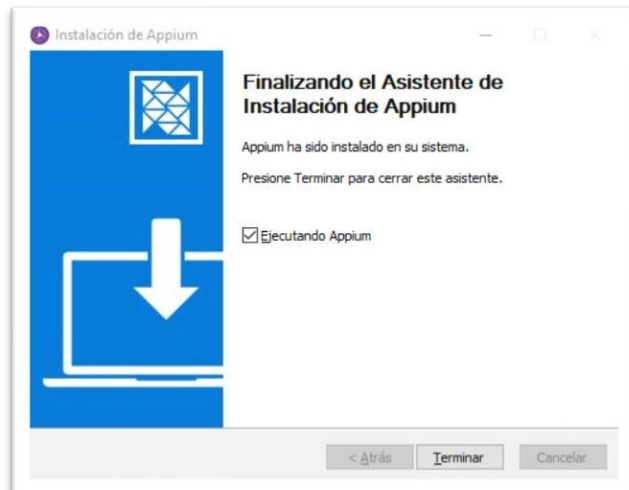 Instalación de Appium
Finalizando el Asistente de
Instalación de Appium
Appium ha sido instalado en su sistema.
Presione Terminar para cerrar este asistente.
Ejecutando Appium
< Atrás
Terminar
Cancelar